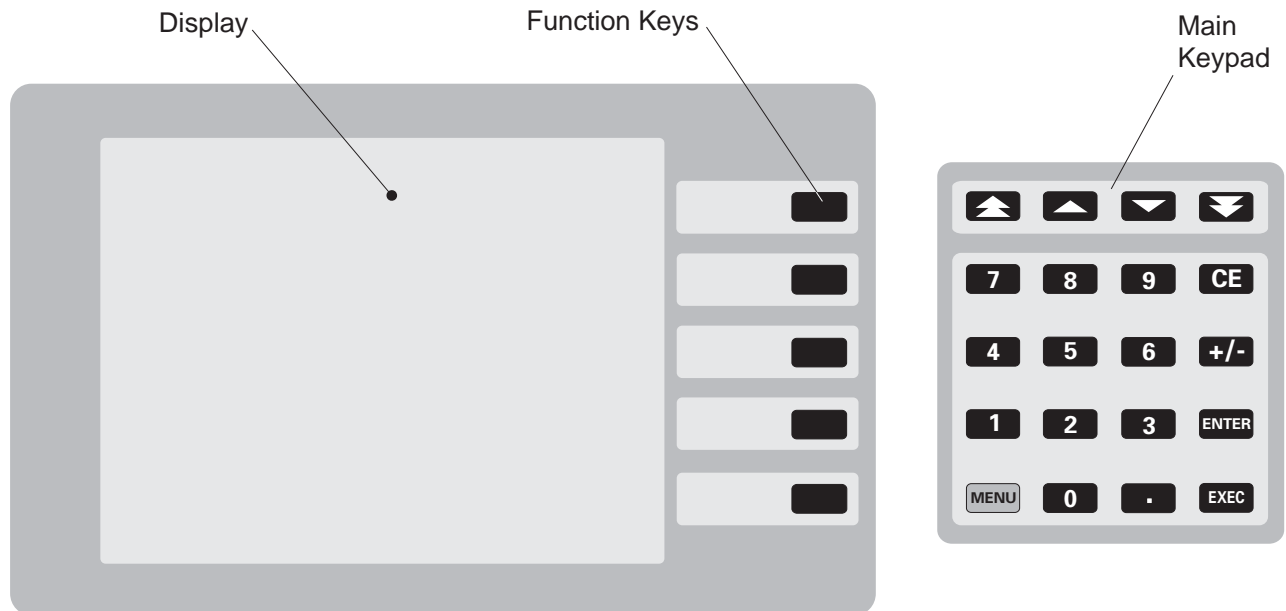 Display
Function Keys
Main
Keypad
7 8 9 CE
4 5 6 +/-
1 2 3 ENTER
MENU 0 . EXEC